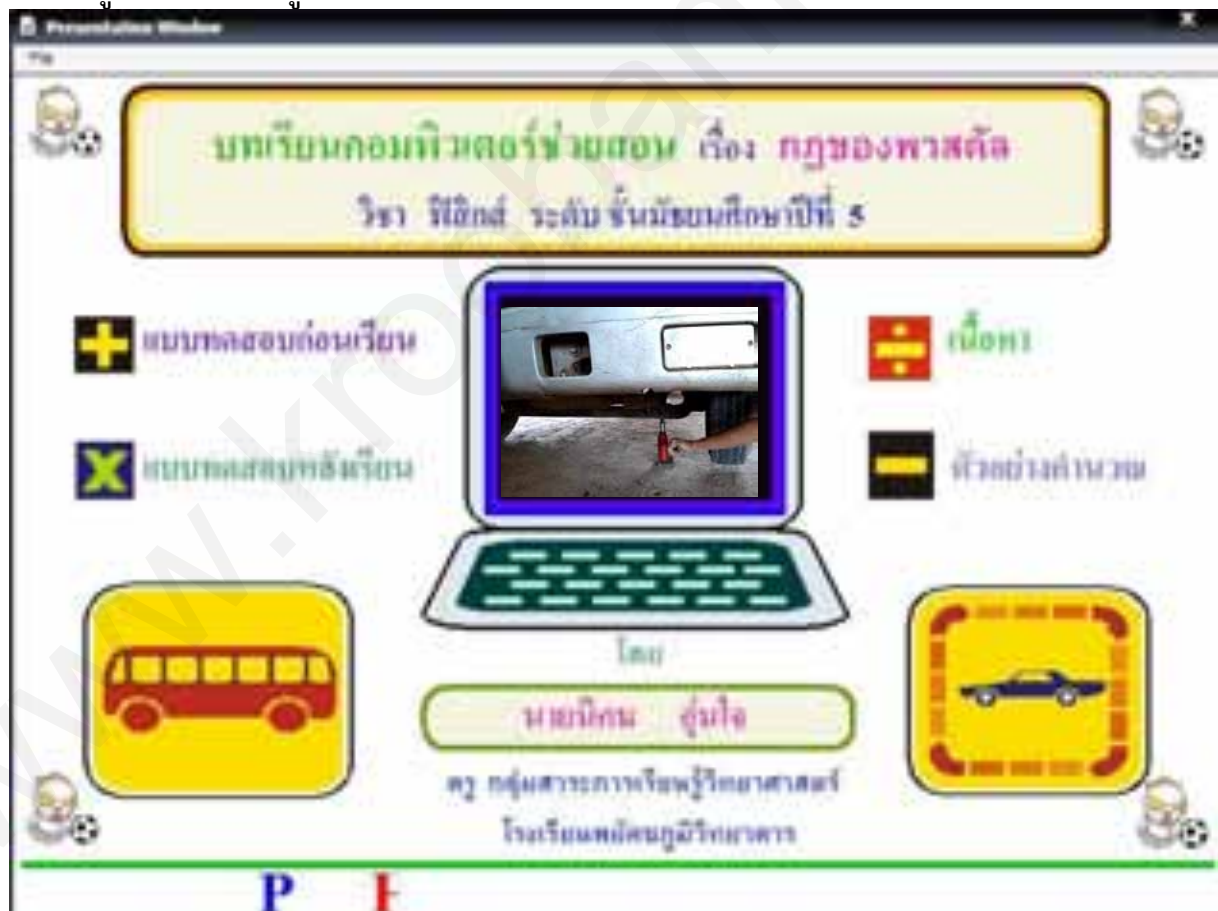 Presentation Window
File
บทเรียนคอมพิวเตอร์ช่วยสอน เรื่อง กฎของพาสคัล
วิชา ฟิสิกส์ ระดับ ชั้นมัธยมศึกษาปีที่ 5
แบบทดสอบก่อนเรียน
เนื้อหา
แบบทดสอบหลังเรียน
ตัวอย่างคำนวณ
โดย
นายนิคม อุ่นใจ
ครู กลุ่มสาระการเรียนรู้วิทยาศาสตร์
โรงเรียนพยัคฆภูมิวิทยาคาร
P